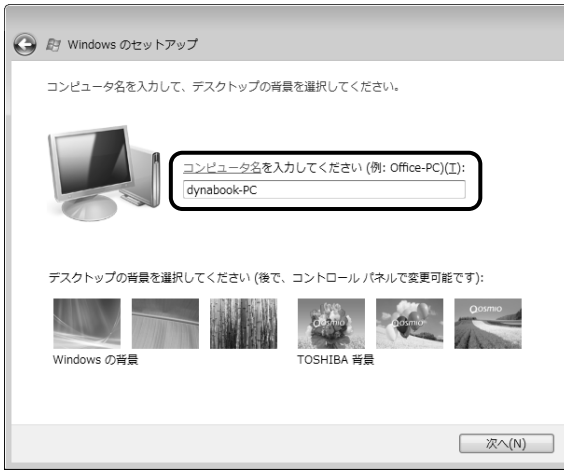 Windows のセットアップ
コンピュータ名を入力して、デスクトップの背景を選択してください。
コンピュータ名を入力してください (例: Office-PC)(T):
dynabook-PC
デスクトップの背景を選択してください (後で、コントロール パネルで変更可能です):
Qosmio
Qosmio
Qosmio
Windows の背景
TOSHIBA 背景
次へ(N)